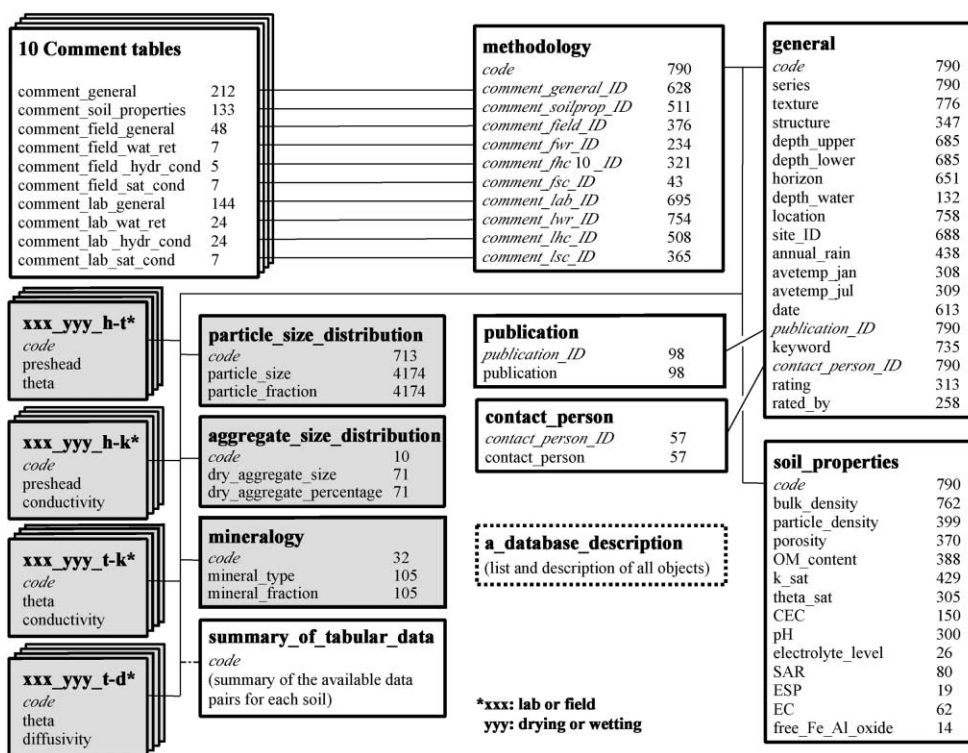 10 Comment tables
comment_general 212
comment_soil_properties 133
comment_field_general 48
comment_field_wat_ret 7
comment_field _hydr_cond 5
comment_field_sat_cond 7
comment_lab_general 144
comment_lab_wat_ret 24
comment_lab _hydr_cond 24
comment_lab_sat_cond 7
methodology
code 790
comment_general_ID 628
comment_soilprop_ID 511
comment_field_ID 376
comment_fwr_ID 234
comment_fhc 10 _ID 321
comment_fsc_ID 43
comment_lab_ID 695
comment_lwr_ID 754
comment_lhc_ID 508
comment_lsc_ID 365
general
code 790
series 790
texture 776
structure 347
depth_upper 685
depth_lower 685
horizon 651
depth_water 132
location 758
site_ID 688
annual_rain 438
avetemp_jan 308
avetemp_jul 309
date 613
publication_ID 790
keyword 735
contact_person_ID 790
rating 313
rated_by 258
xxx_yyy_h-t*
code
preshead
theta
xxx_yyy_h-k*
code
preshead
conductivity
xxx_yyy_t-k*
code
theta
conductivity
xxx_yyy_t-d*
code
theta
diffusivity
particle_size_distribution
code 713
particle_size 4174
particle_fraction 4174
aggregate_size_distribution
code 10
dry_aggregate_size 71
dry_aggregate_percentage 71
mineralogy
code 32
mineral_type 105
mineral_fraction 105
summary_of_tabular_data
code
(summary of the available data
pairs for each soil)
publication
publication_ID 98
publication 98
contact_person
contact_person_ID 57
contact_person 57
a_database_description
(list and description of all objects)
*xxx: lab or field
yyy: drying or wetting
soil_properties
code 790
bulk_density 762
particle_density 399
porosity 370
OM_content 388
k_sat 429
theta_sat 305
CEC 150
pH 300
electrolyte_level 26
SAR 80
ESP 19
EC 62
free_Fe_Al_oxide 14